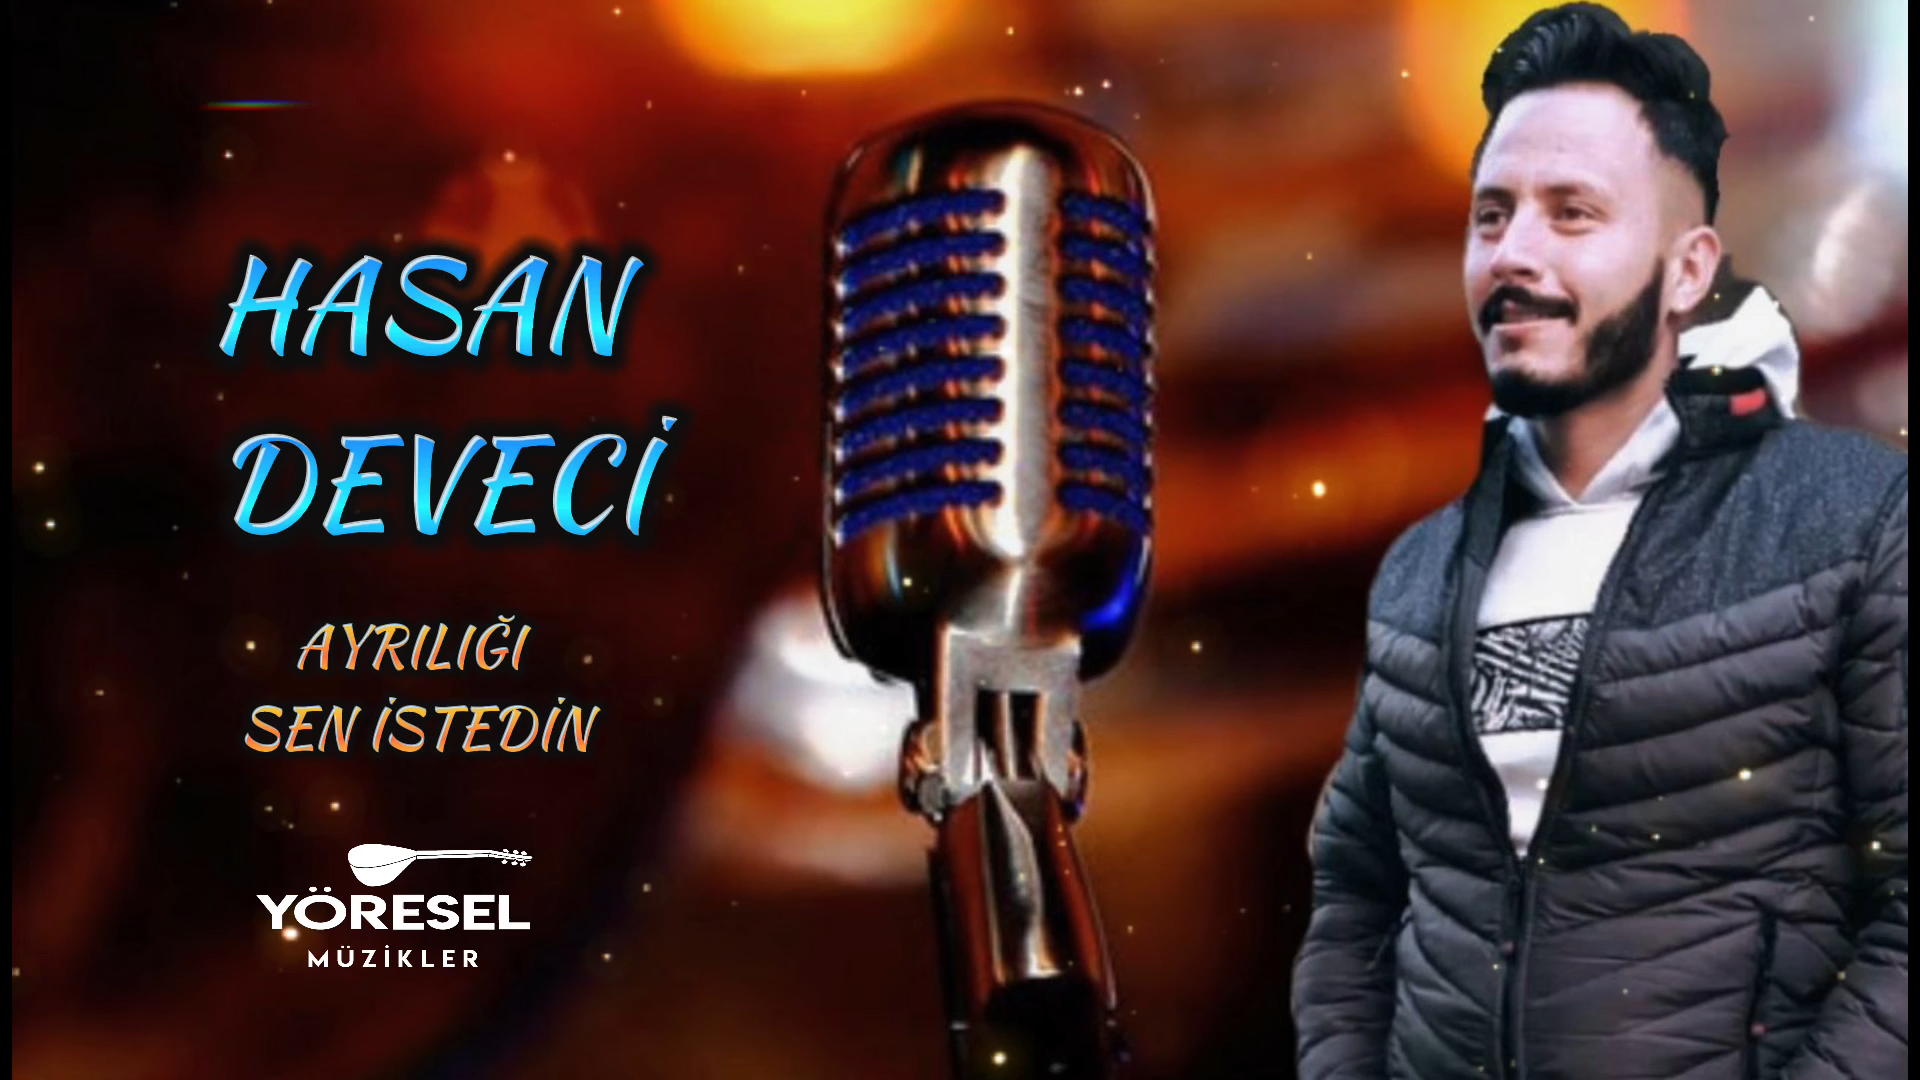 HASAN
DEVECİ
AYRILIĞI
SEN İSTEDİN
YÖRESEL
MÜZİKLER